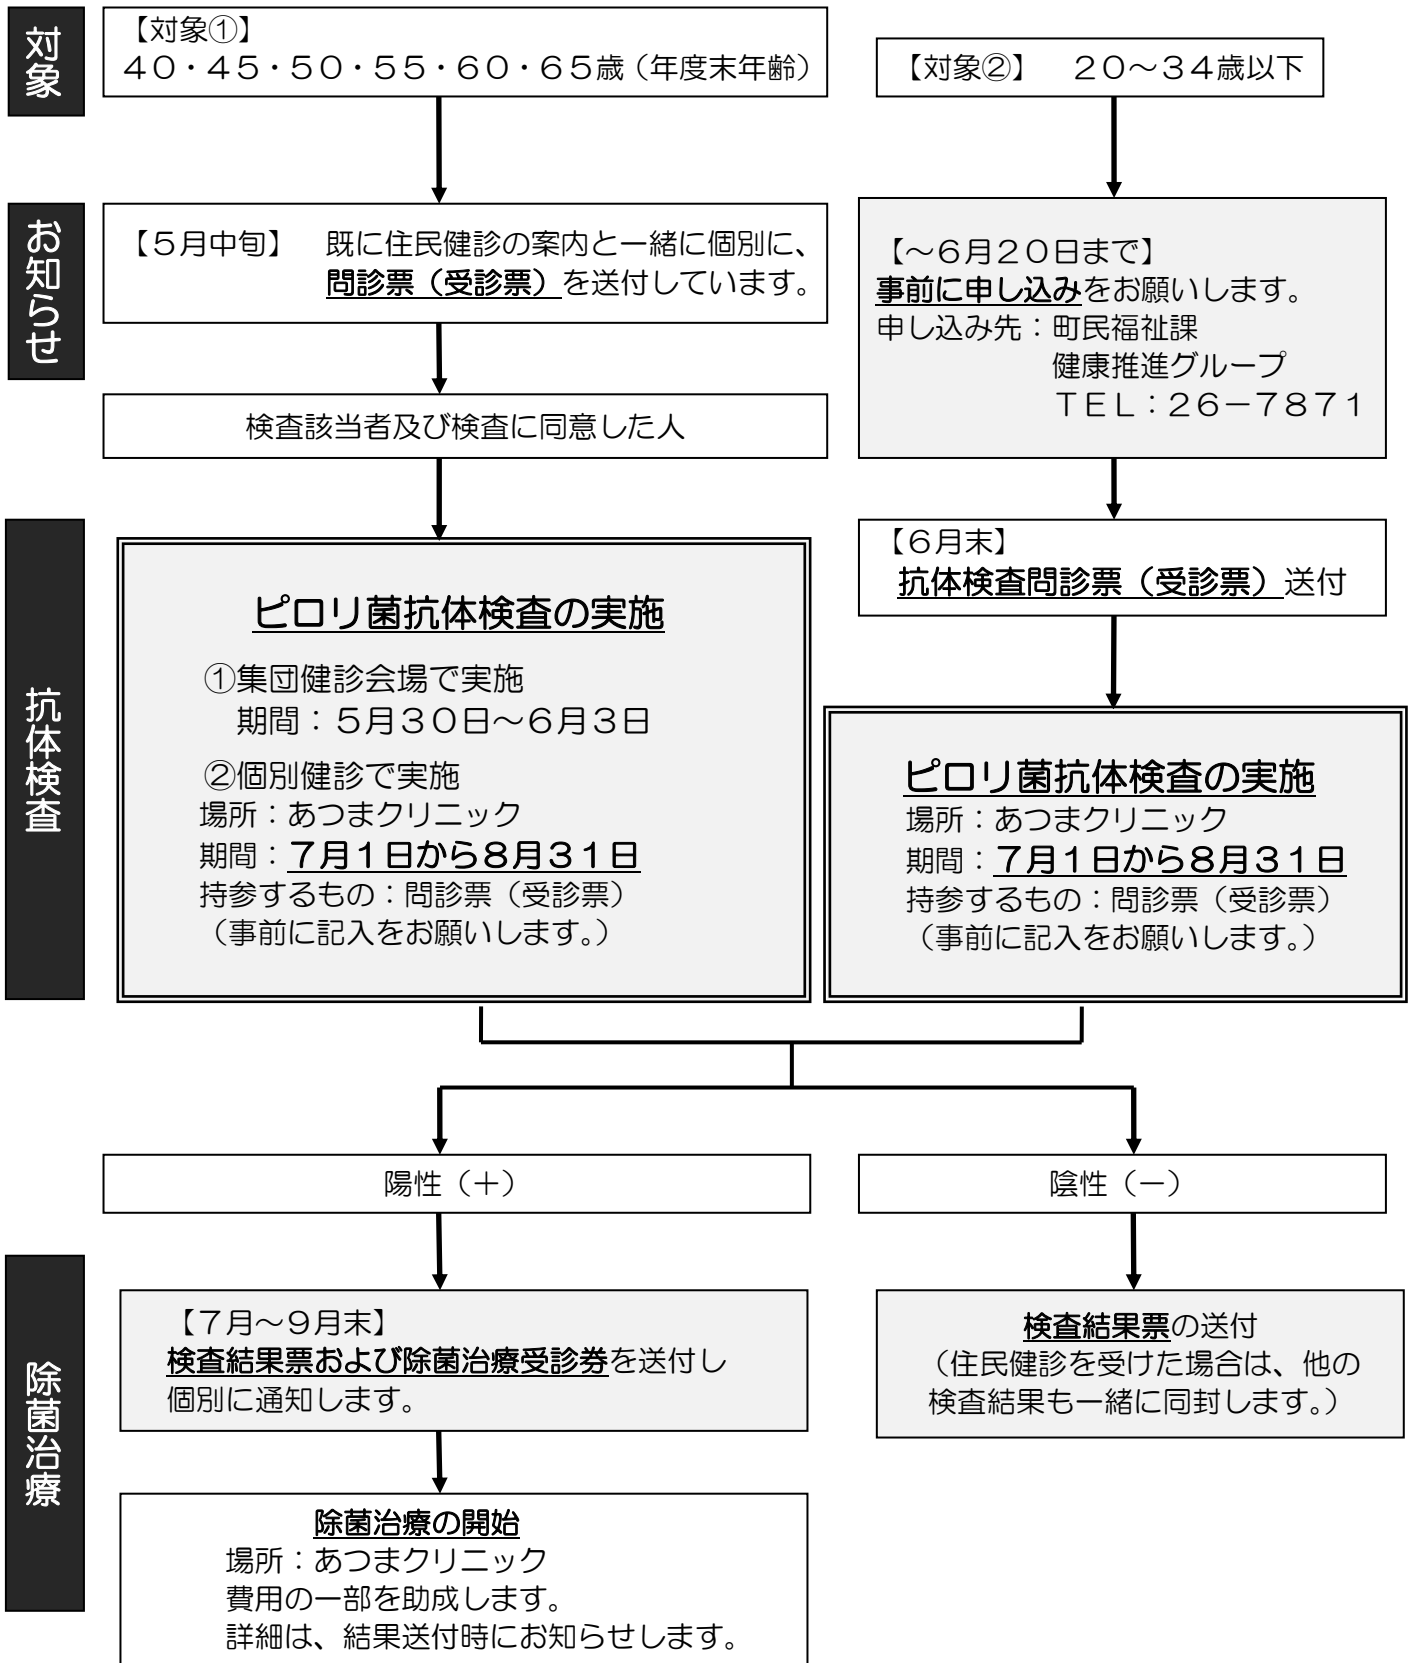 対象
【対象①】
４０・４５・５０・５５・６０・６５歳（年度末年齢）
【対象②】　２０～３４歳以下
お知らせ
【５月中旬】　既に住民健診の案内と一緒に個別に、
問診票（受診票）を送付しています。
検査該当者及び検査に同意した人
【～６月２０日まで】
事前に申し込みをお願いします。
申し込み先：町民福祉課
健康推進グループ
ＴＥＬ：２６－７８７１
抗体検査
ピロリ菌抗体検査の実施
①集団健診会場で実施
期間：５月３０日～６月３日
②個別健診で実施
場所：あつまクリニック
期間：７月１日から８月３１日
持参するもの：問診票（受診票）
（事前に記入をお願いします。）
【６月末】
抗体検査問診票（受診票）送付
ピロリ菌抗体検査の実施
場所：あつまクリニック
期間：７月１日から８月３１日
持参するもの：問診票（受診票）
（事前に記入をお願いします。）
陽性（＋）
陰性（－）
除菌治療
【７月～９月末】
検査結果票および除菌治療受診券を送付し
個別に通知します。
検査結果票の送付
（住民健診を受けた場合は、他の
検査結果も一緒に同封します。）
除菌治療の開始
場所：あつまクリニック
費用の一部を助成します。
詳細は、結果送付時にお知らせします。